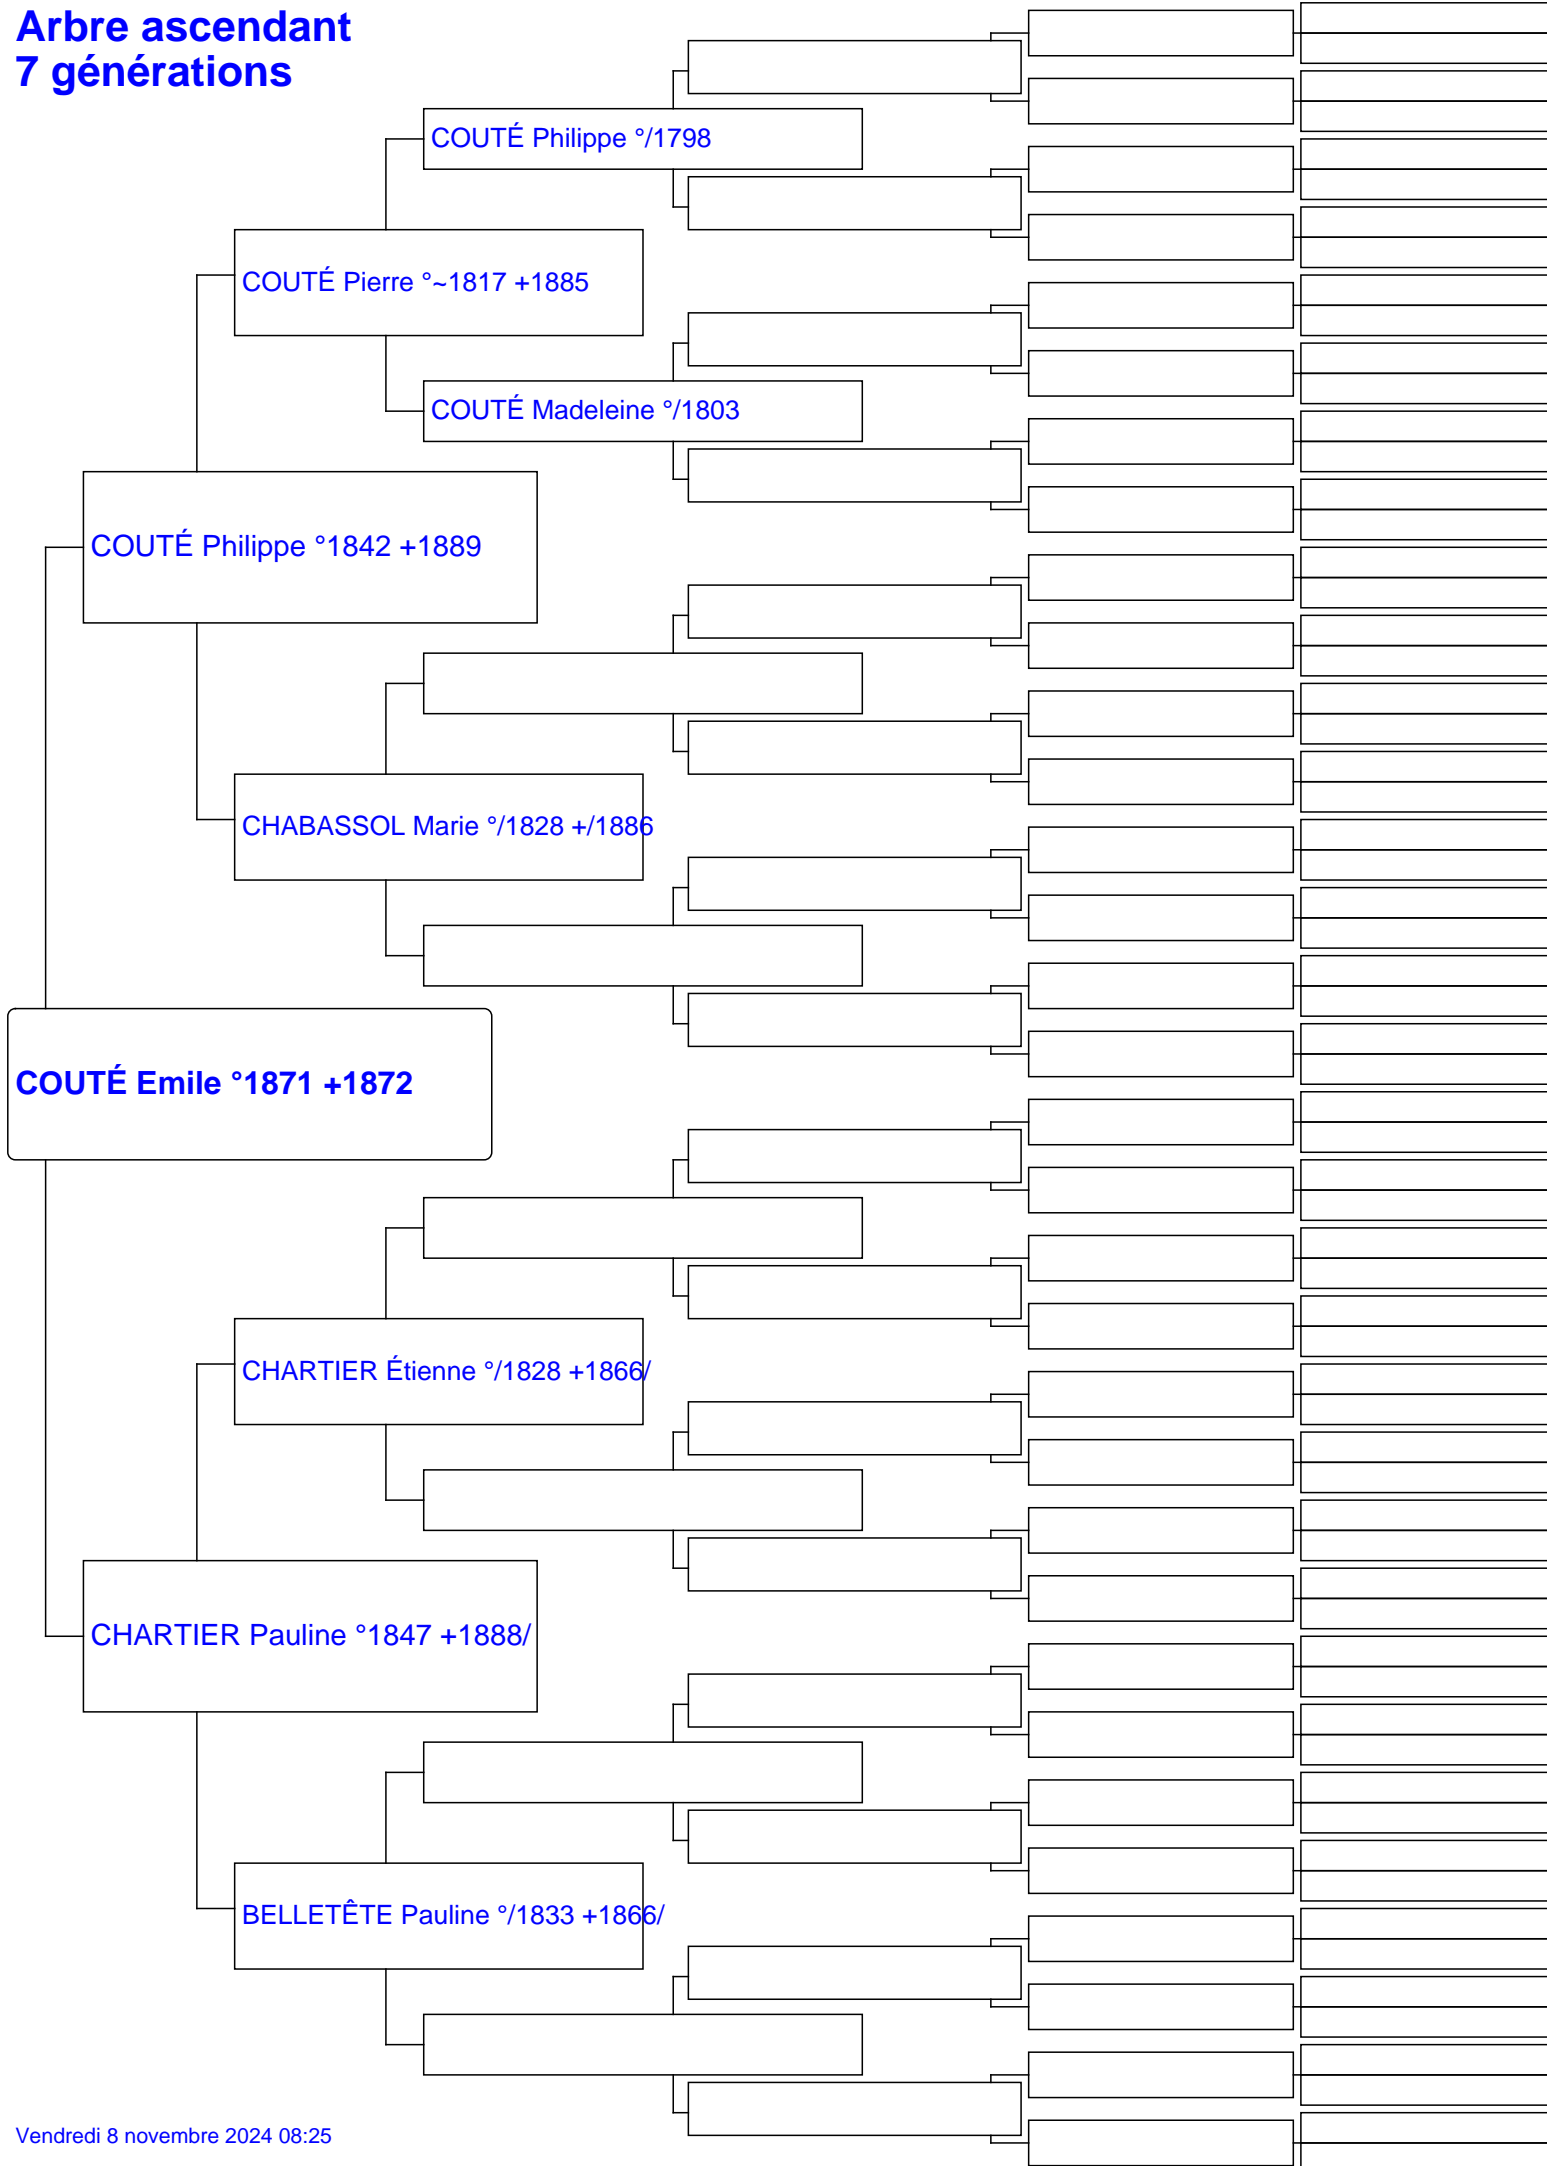 Arbre ascendant
7 générations
COUTÉ Philippe °/1798
COUTÉ Pierre °~1817 +1885
COUTÉ Madeleine °/1803
COUTÉ Philippe °1842 +1889
CHABASSOL Marie °/1828 +/1886
COUTÉ Emile °1871 +1872
CHARTIER Étienne °/1828 +1866/
CHARTIER Pauline °1847 +1888/
BELLETÊTE Pauline °/1833 +1866/
Vendredi 8 novembre 2024 08:25